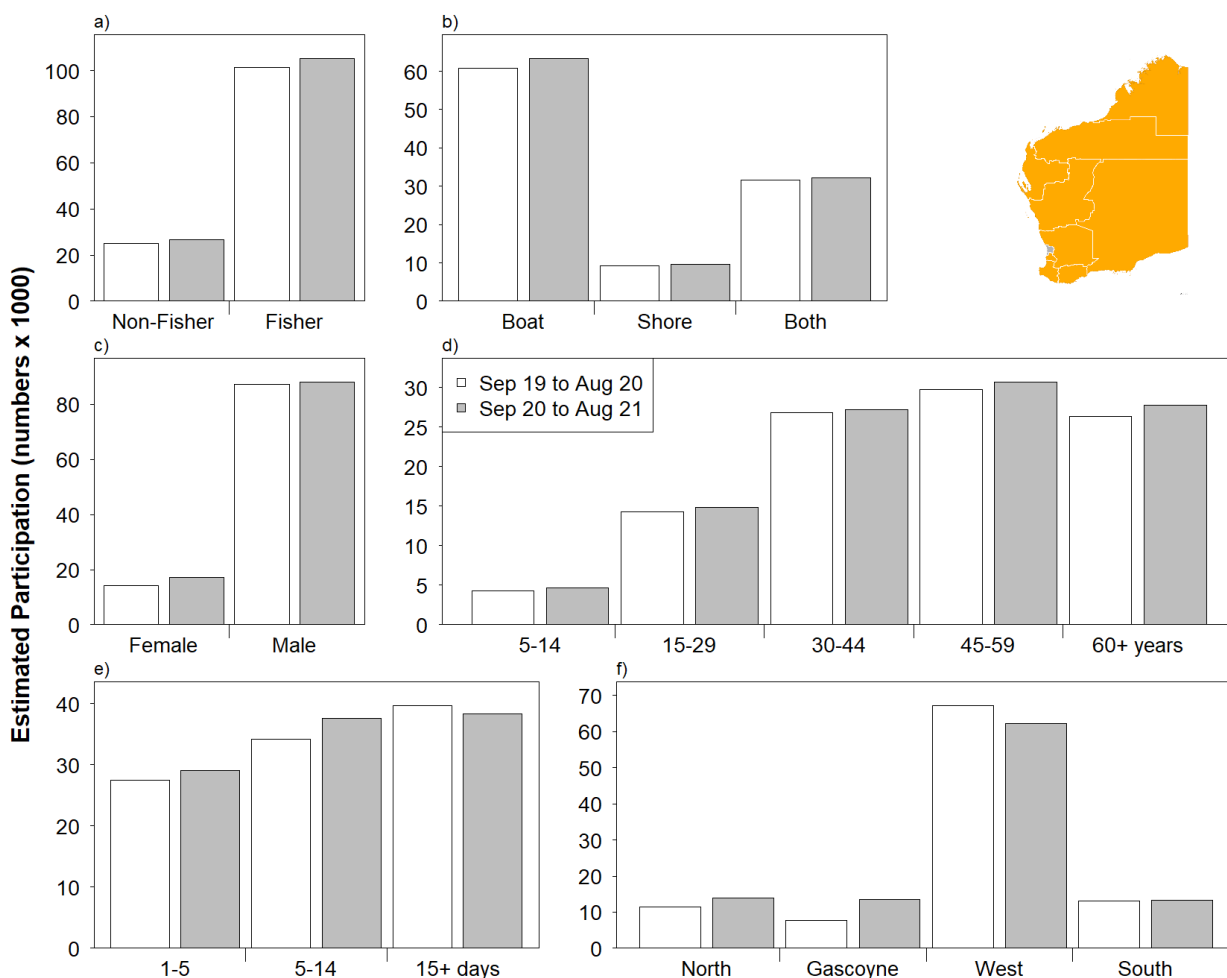 a)
100
80
60
40
20
0
Non-Fisher Fisher
b)
60
50
40
30
20
10
0
Boat Shore Both
Estimated Participation (numbers x 1000)
c)
80
60
40
20
0
Female Male
d)
Sep 19 to Aug 20
Sep 20 to Aug 21
30
25
20
15
10
5
0
5-14 15-29 30-44 45-59 60+ years
e)
40
30
20
10
0
1-5 5-14 15+ days
f)
70
60
50
40
30
20
10
0
North Gascoyne West South